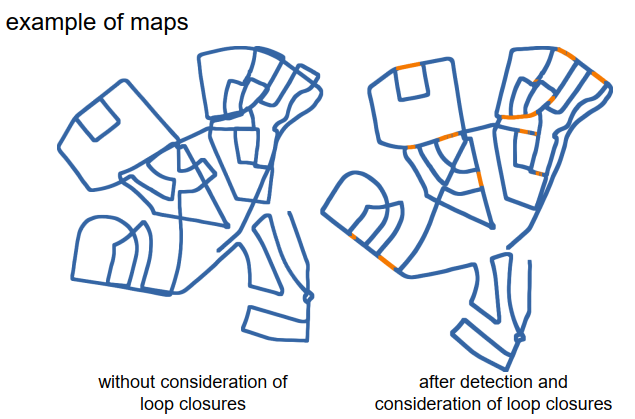 example of maps
without consideration of
loop closures
after detection and
consideration of loop closures